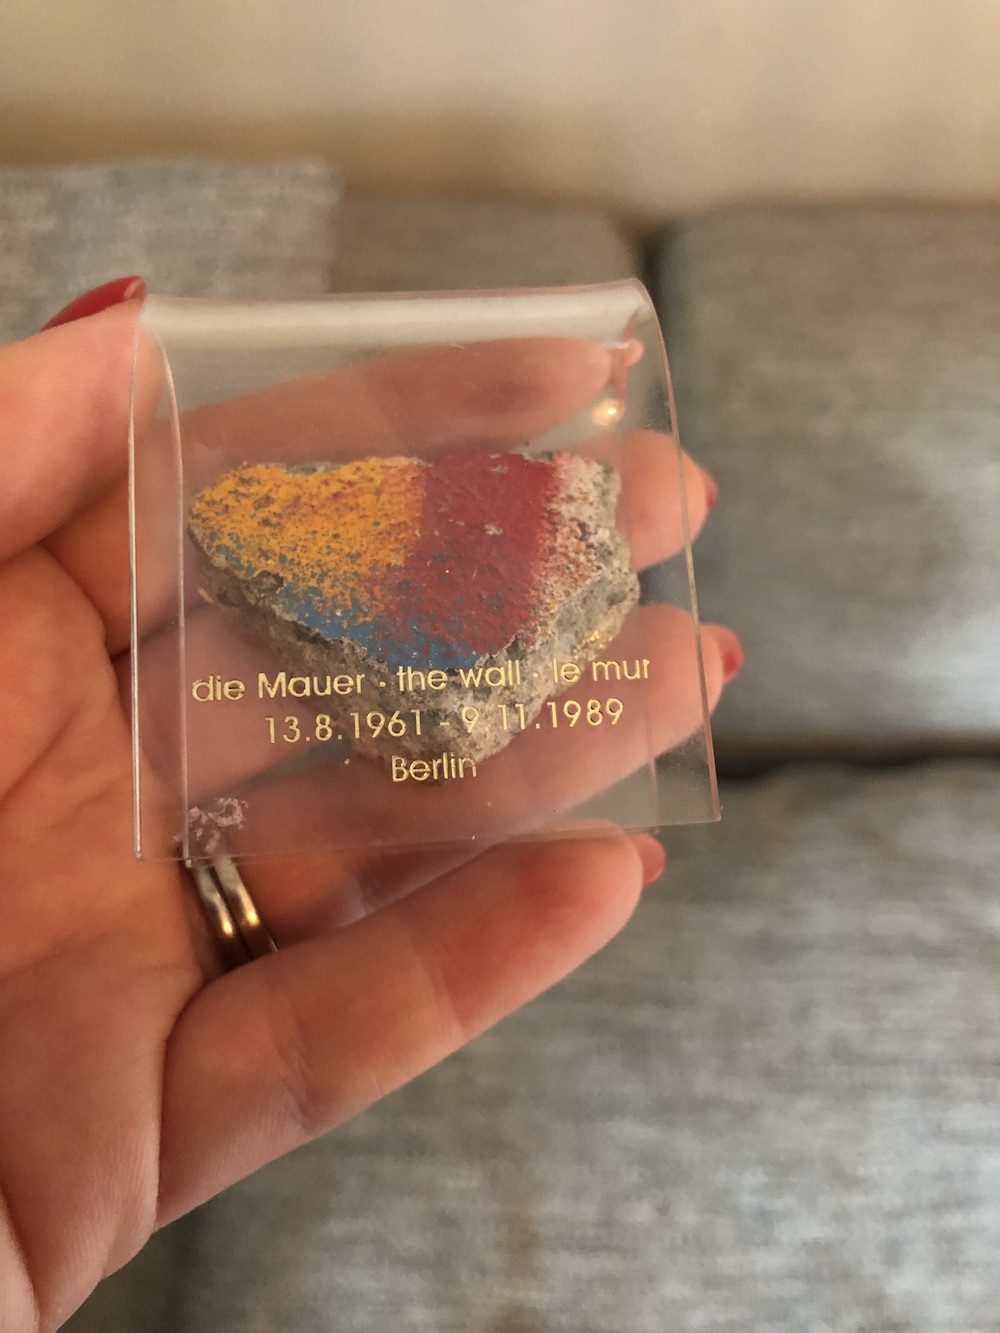 die Mauer · the wall · le mur
13.8.1961 - 9.11.1989
Berlin